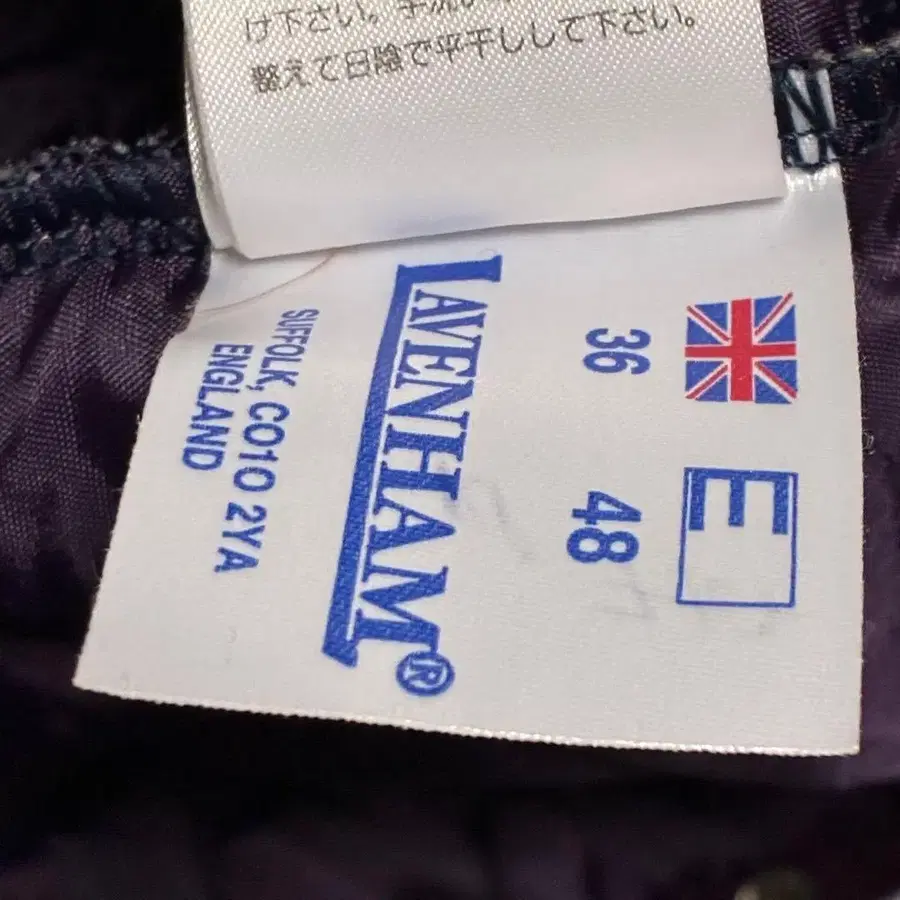 け下さい。手洗い
整えて日陰で平干しして下さい。
36
E
48
LAVENHAM®
SUFFOLK, CO10 2YA
ENGLAND